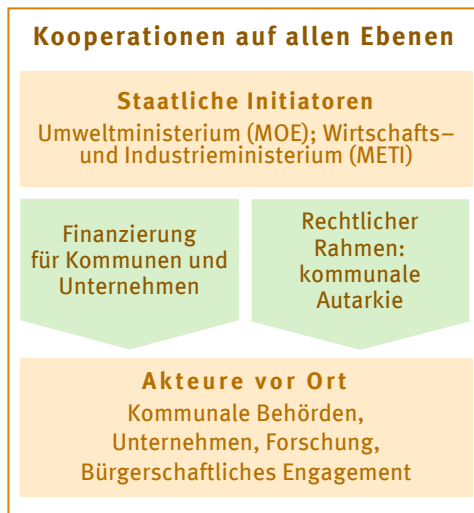 Kooperationen auf allen Ebenen
Staatliche Initiatoren
Umweltministerium (MOE); Wirtschafts–
und Industrieministerium (METI)
Finanzierung
für Kommunen und
Unternehmen
Rechtlicher
Rahmen:
kommunale
Autarkie
Akteure vor Ort
Kommunale Behörden,
Unternehmen, Forschung,
Bürgerschaftliches Engagement